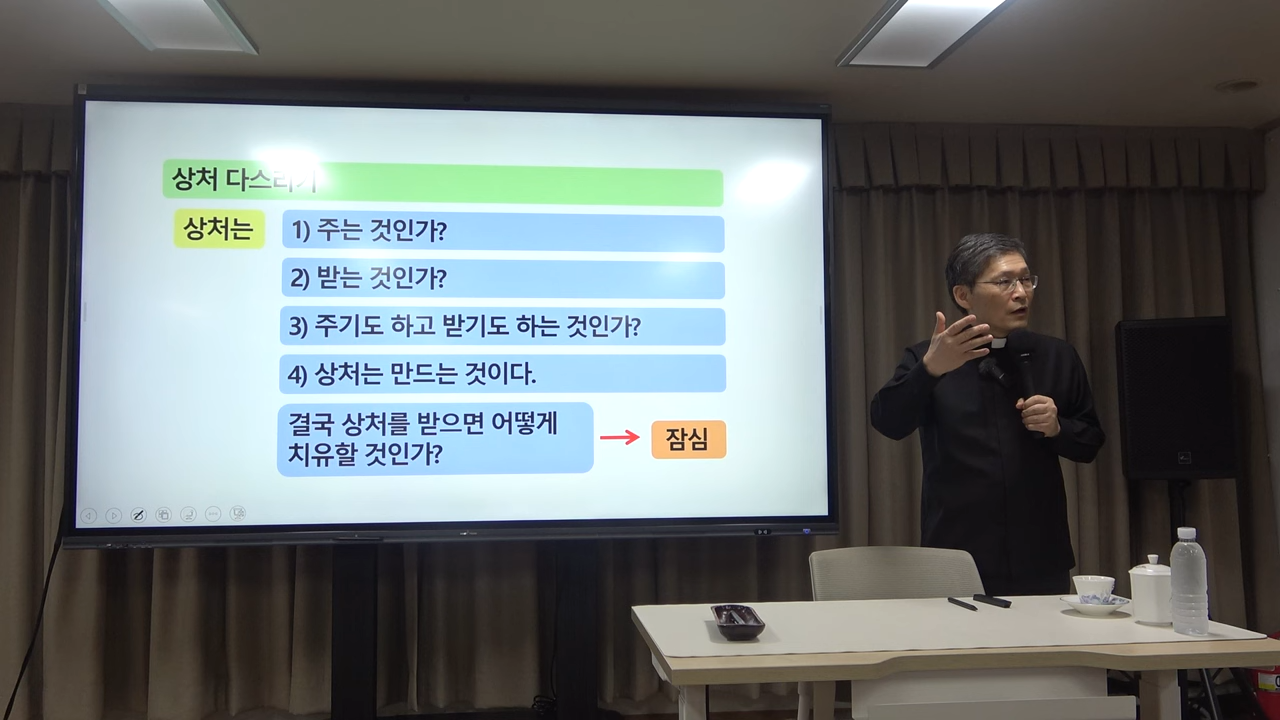 상처 다스리기
상처는
1) 주는 것인가?
2) 받는 것인가?
3) 주기도 하고 받기도 하는 것인가?
4) 상처는 만드는 것이다.
결국 상처를 받으면 어떻게
치유할 것인가?
잠심